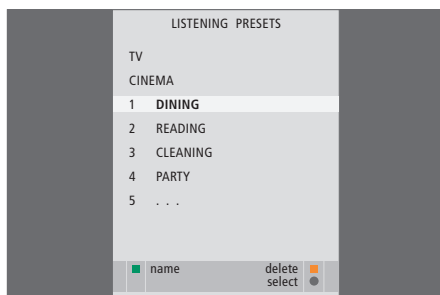 LISTENING PRESETS
TV
CINEMA
1 DINING
2 READING
3 CLEANING
4 PARTY
5 . . .
name delete
select